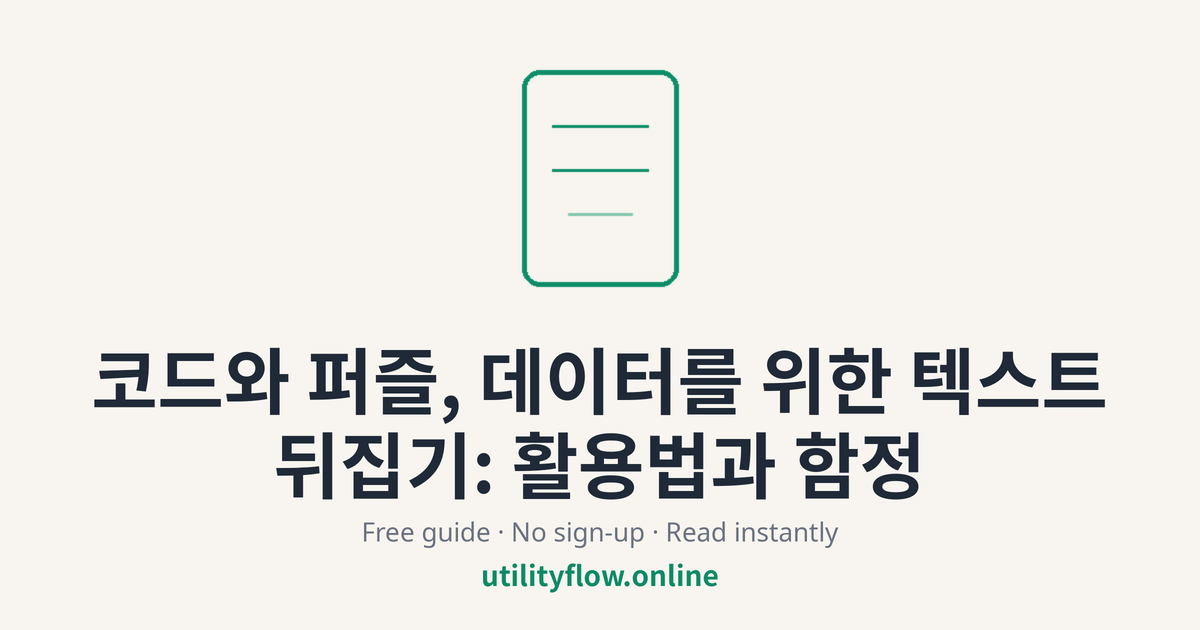 코드와 퍼즐, 데이터를 위한 텍스트
뒤집기: 활용법과 함정
Free guide · No sign-up · Read instantly
utilityflow.online